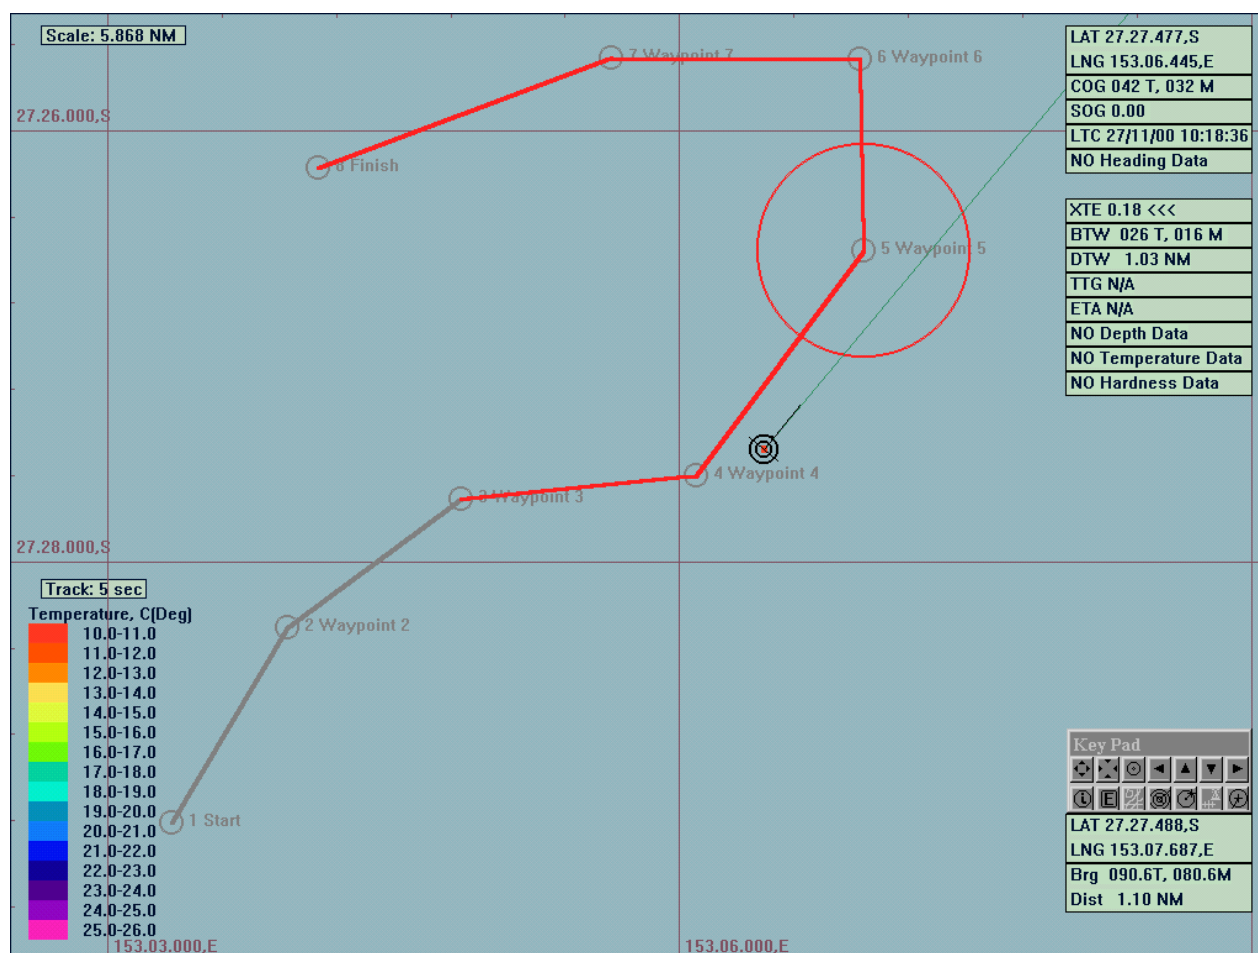 Scale: 5.868 NM
7 Waypoint 7
6 Waypoint 6
27.26.000,S
8 Finish
5 Waypoint 5
4 Waypoint 4
3 Waypoint 3
27.28.000,S
2 Waypoint 2
1 Start
153.03.000,E
153.06.000,E
Track: 5 sec
Temperature, C(Deg)
10.0-11.0
11.0-12.0
12.0-13.0
13.0-14.0
14.0-15.0
15.0-16.0
16.0-17.0
17.0-18.0
18.0-19.0
19.0-20.0
20.0-21.0
21.0-22.0
22.0-23.0
23.0-24.0
24.0-25.0
25.0-26.0
LAT 27.27.477,S
LNG 153.06.445,E
COG 042 T, 032 M
SOG 0.00
LTC 27/11/00 10:18:36
NO Heading Data
XTE 0.18 <<<
BTW 026 T, 016 M
DTW 1.03 NM
TTG N/A
ETA N/A
NO Depth Data
NO Temperature Data
NO Hardness Data
Key Pad
LAT 27.27.488,S
LNG 153.07.687,E
Brg 090.6T, 080.6M
Dist 1.10 NM